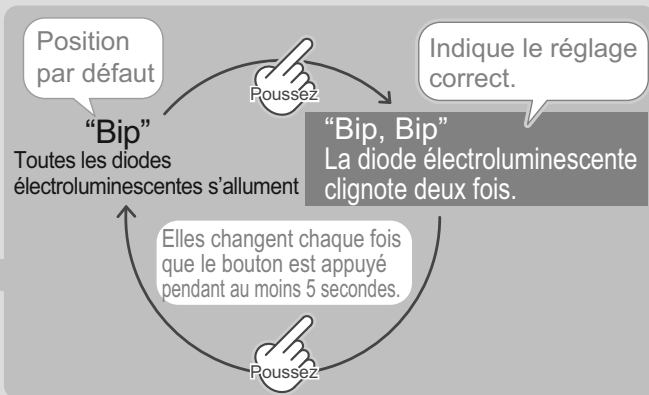 Position
par défaut
Poussez
Indique le réglage
correct.
“Bip”
Toutes les diodes
électroluminescentes s’allument
“Bip, Bip”
La diode électroluminescente
clignote deux fois.
Elles changent chaque fois
que le bouton est appuyé
pendant au moins 5 secondes.
Poussez